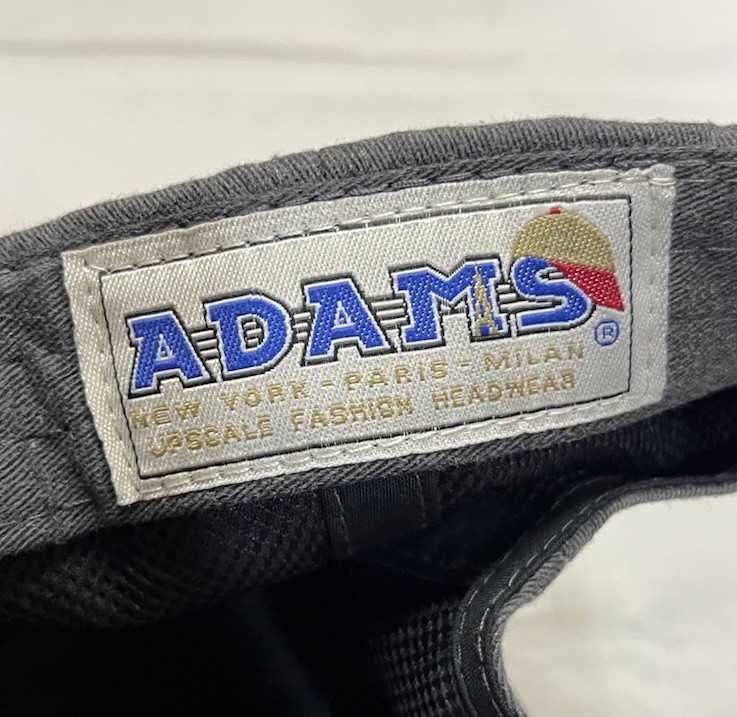 ADAMS®
NEW YORK - PARIS - MILAN
UPSCALE FASHION HEADWEAR